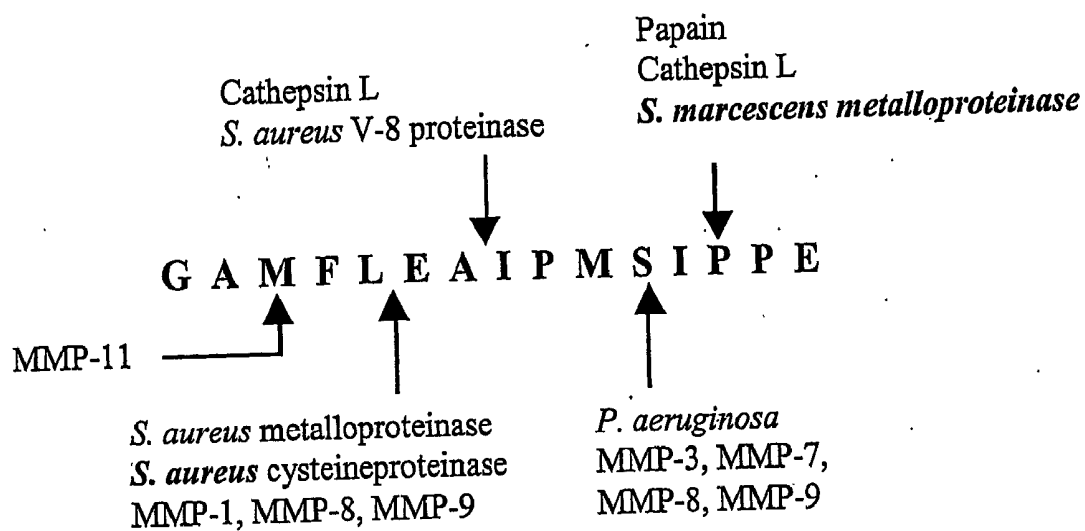 Papain
Cathepsin L
S. marcescens metalloproteinase
Cathepsin L
S. aureus V-8 proteinase
G A M F L E A I P M S I P P E
MMP-11
S. aureus metalloproteinase
S. aureus cysteineproteinase
MMP-1, MMP-8, MMP-9
P. aeruginosa
MMP-3, MMP-7,
MMP-8, MMP-9